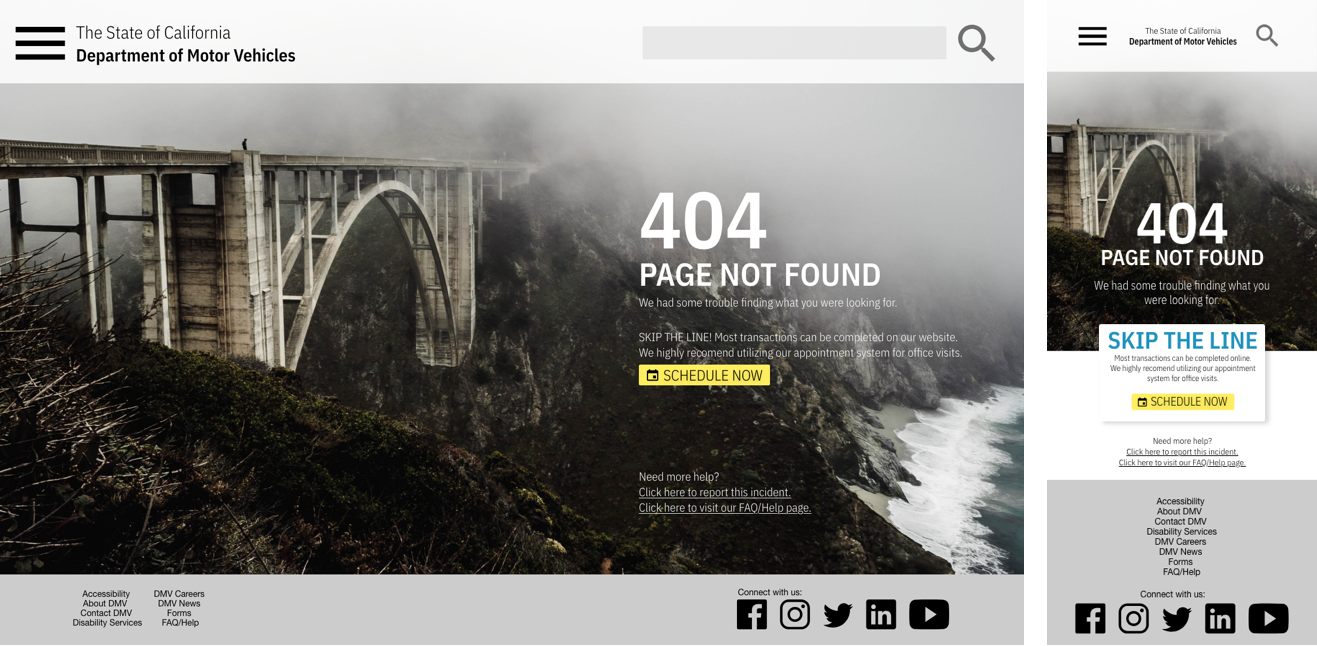 The State of California
Department of Motor Vehicles
404
PAGE NOT FOUND
We had some trouble finding what you were looking for.
SKIP THE LINE! Most transactions can be completed on our website.
We highly recomend utilizing our appointment system for office visits.
SCHEDULE NOW
Need more help?
Click here to report this incident.
Click here to visit our FAQ/Help page.
Accessibility
About DMV
Contact DMV
Disability Services
DMV Careers
DMV News
Forms
FAQ/Help
Connect with us:
The State of California
Department of Motor Vehicles
404
PAGE NOT FOUND
We had some trouble finding what you
were looking for.
SKIP THE LINE
Most transactions can be completed online.
We highly recomend utilizing our appointment
system for office visits.
SCHEDULE NOW
Need more help?
Click here to report this incident.
Click here to visit our FAQ/Help page.
Accessibility
About DMV
Contact DMV
Disability Services
DMV Careers
DMV News
Forms
FAQ/Help
Connect with us: